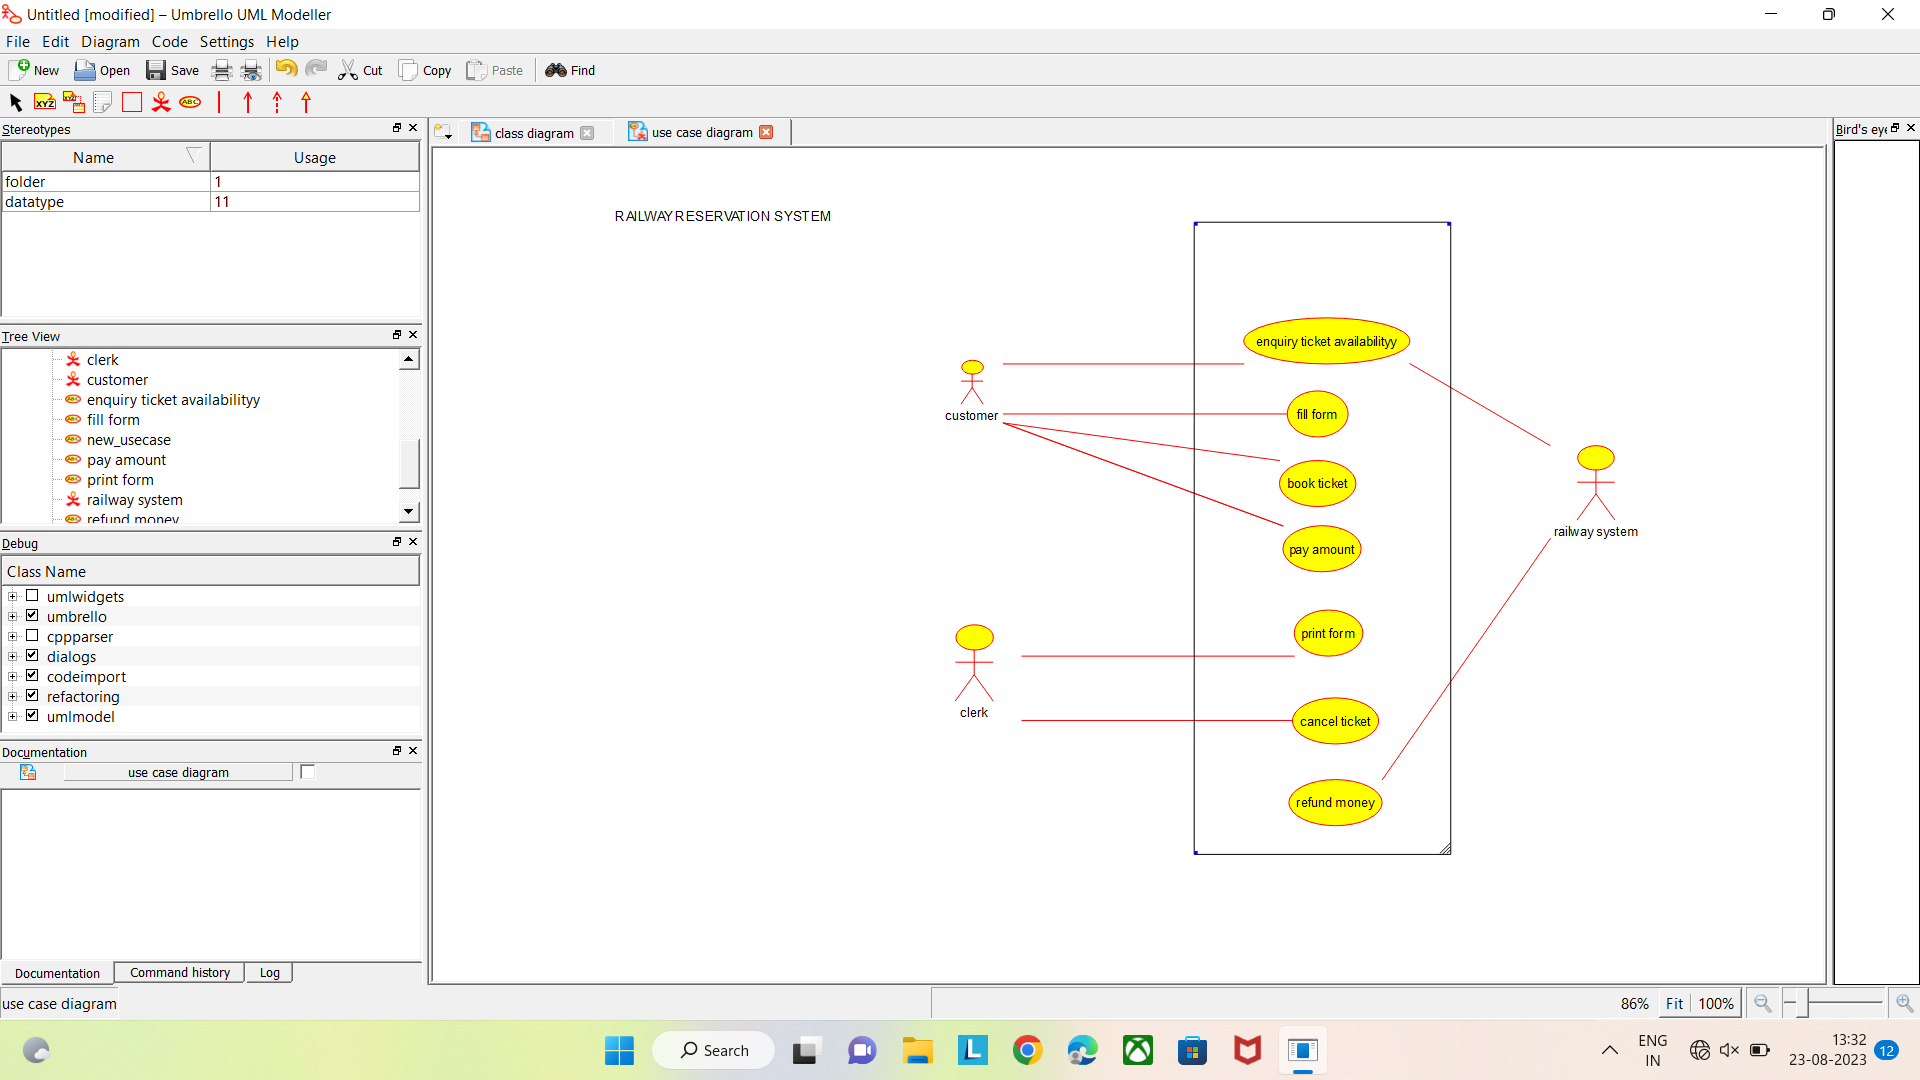 Untitled [modified] – Umbrello UML Modeller
File Edit Diagram Code Settings Help
New Open Save Cut Copy Paste Find
XYZ XYZ ABC
Stereotypes
Name Usage
folder 1
datatype 11
Tree View
clerk
customer
enquiry ticket availabilityy
fill form
new_usecase
pay amount
print form
railway system
refund money
Debug
Class Name
umlwidgets
umbrello
cppparser
dialogs
codeimport
refactoring
umlmodel
Documentation
use case diagram
Documentation Command history Log
use case diagram
class diagram use case diagram
RAILWAY RESERVATION SYSTEM
enquiry ticket availabilityy
customer
fill form
book ticket
pay amount
railway system
print form
clerk
cancel ticket
refund money
Bird's eye
86% Fit 100%
Search
ENG
IN
13:32
23-08-2023
12